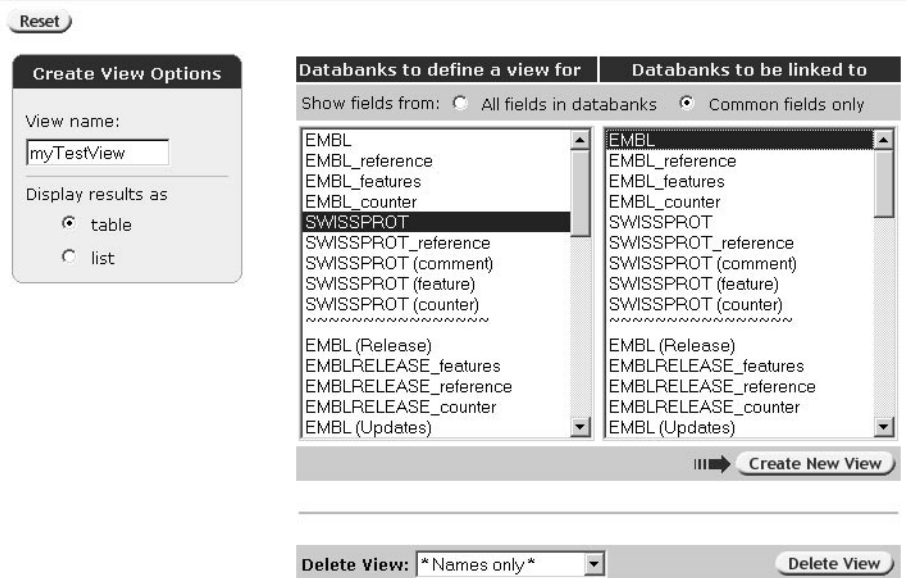 Reset
Create View Options
View name:
myTestView
Display results as
table
list
Databanks to define a view for
Databanks to be linked to
Show fields from: All fields in databanks Common fields only
EMBL
EMBL_reference
EMBL_features
EMBL_counter
SWISSPROT
SWISSPROT_reference
SWISSPROT (comment)
SWISSPROT (feature)
SWISSPROT (counter)
~~~~~~~~~~~~~~~~~
EMBL (Release)
EMBLRELEASE_features
EMBLRELEASE_reference
EMBLRELEASE_counter
EMBL (Updates)
EMBL
EMBL_reference
EMBL_features
EMBL_counter
SWISSPROT
SWISSPROT_reference
SWISSPROT (comment)
SWISSPROT (feature)
SWISSPROT (counter)
~~~~~~~~~~~~~~~~~
EMBL (Release)
EMBLRELEASE_features
EMBLRELEASE_reference
EMBLRELEASE_counter
EMBL (Updates)
Create New View
Delete View: * Names only *
Delete View